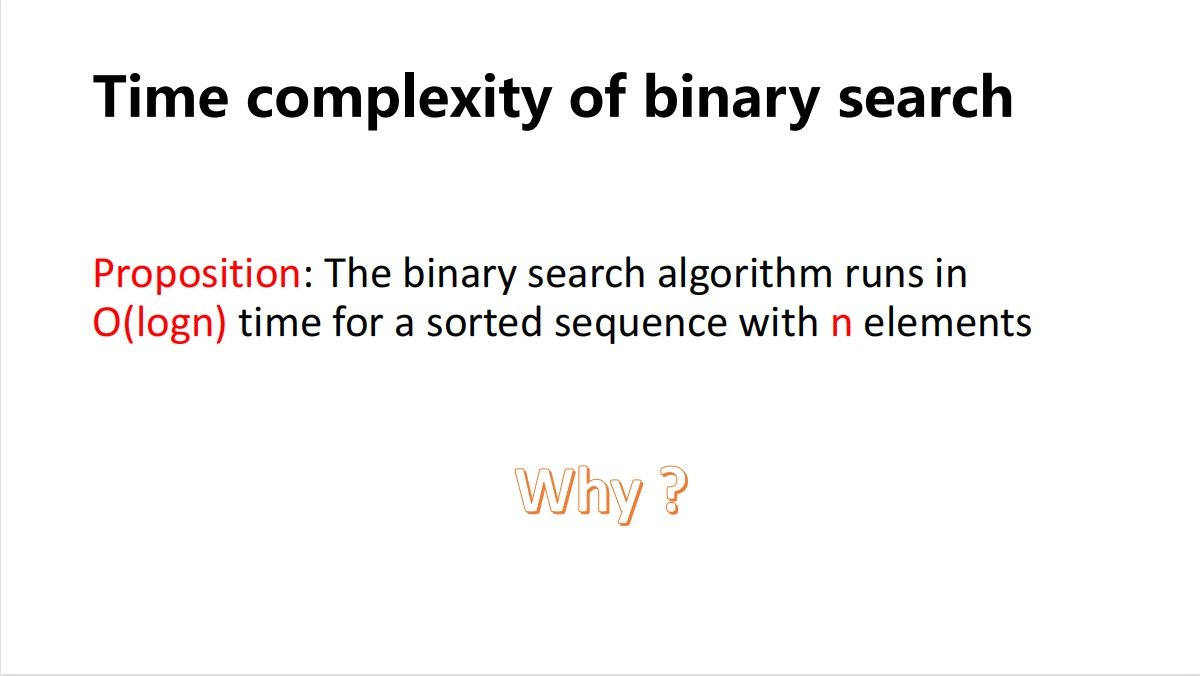 Time complexity of binary search
Proposition: The binary search algorithm runs in
O(logn) time for a sorted sequence with n elements
Why ?